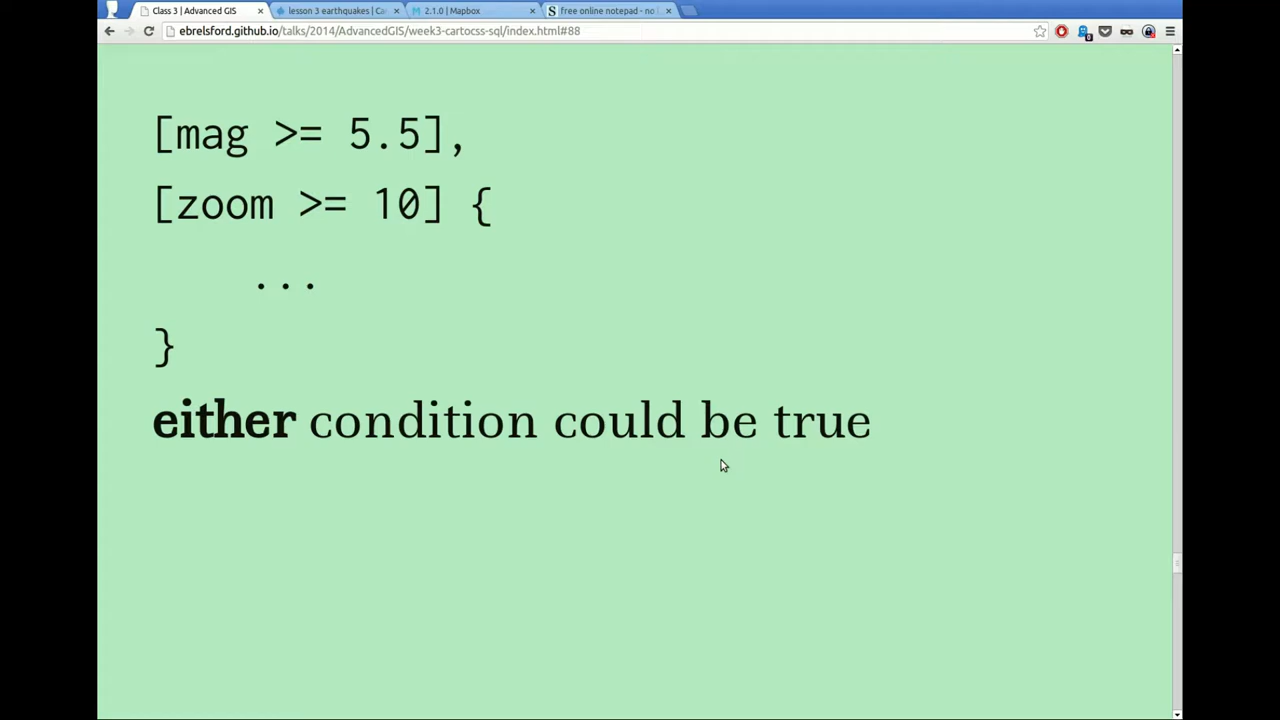 Class 3 | Advanced GIS
lesson 3 earthquakes | Ca
2.1.0 | Mapbox
free online notepad - no l
ebrelsford.github.io/talks/2014/AdvancedGIS/week3-cartocss-sql/index.html#88
[mag >= 5.5],
[zoom >= 10] {
...
}
either condition could be true